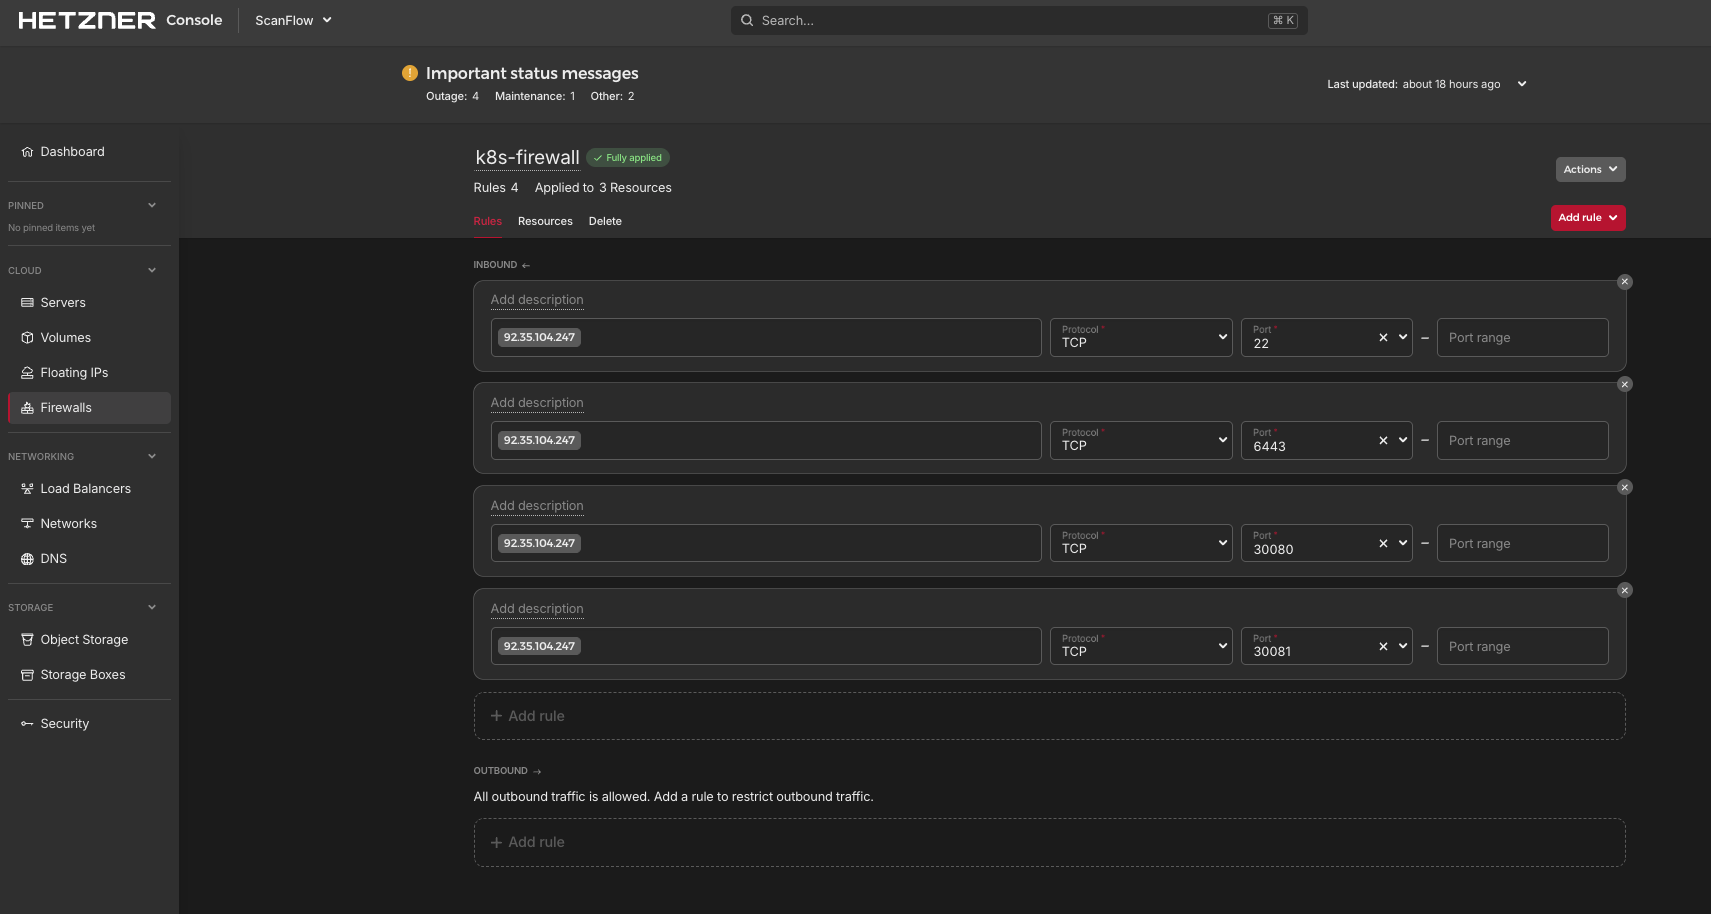 HETZNER Console ScanFlow Search... ⌘ K
Important status messages
Outage: 4 Maintenance: 1 Other: 2
Last updated: about 18 hours ago
Dashboard
PINNED
No pinned items yet
CLOUD
Servers
Volumes
Floating IPs
Firewalls
NETWORKING
Load Balancers
Networks
DNS
STORAGE
Object Storage
Storage Boxes
Security
k8s-firewall Fully applied
Rules 4 Applied to 3 Resources
Actions
Rules Resources Delete
Add rule
INBOUND ←
Add description
92.35.104.247 Protocol * TCP Port * 22 – Port range
Add description
92.35.104.247 Protocol * TCP Port * 6443 – Port range
Add description
92.35.104.247 Protocol * TCP Port * 30080 – Port range
Add description
92.35.104.247 Protocol * TCP Port * 30081 – Port range
+ Add rule
OUTBOUND →
All outbound traffic is allowed. Add a rule to restrict outbound traffic.
+ Add rule